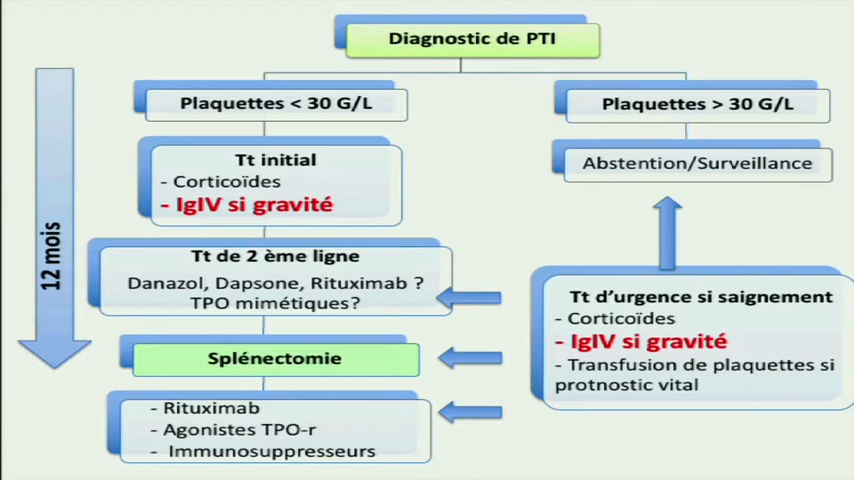 Diagnostic de PTI
Plaquettes < 30 G/L
Plaquettes > 30 G/L
Tt initial
- Corticoïdes
- IgIV si gravité
Abstention/Surveillance
12 mois
Tt de 2 ème ligne
Danazol, Dapsone, Rituximab ?
TPO mimétiques?
Tt d'urgence si saignement
- Corticoïdes
- IgIV si gravité
- Transfusion de plaquettes si
protnostic vital
Splénectomie
- Rituximab
- Agonistes TPO-r
- Immunosuppresseurs